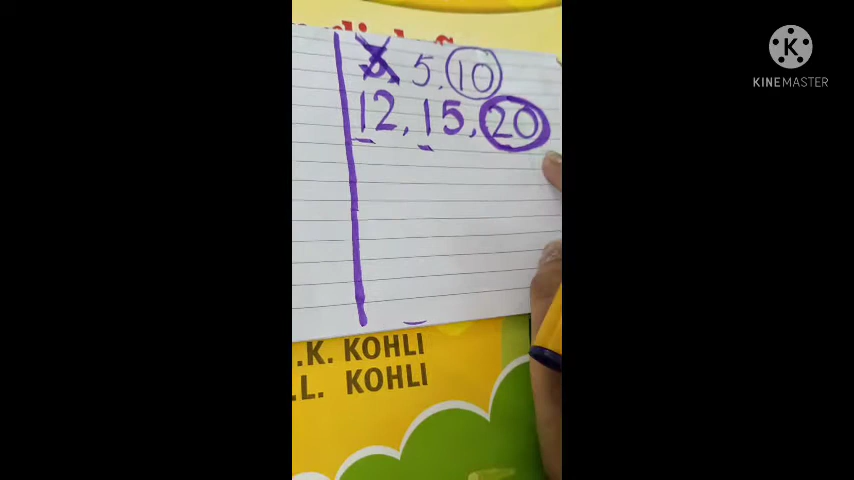 5, 10
12, 15, 20
.K. KOHLI
.L. KOHLI
K
KINEMASTER